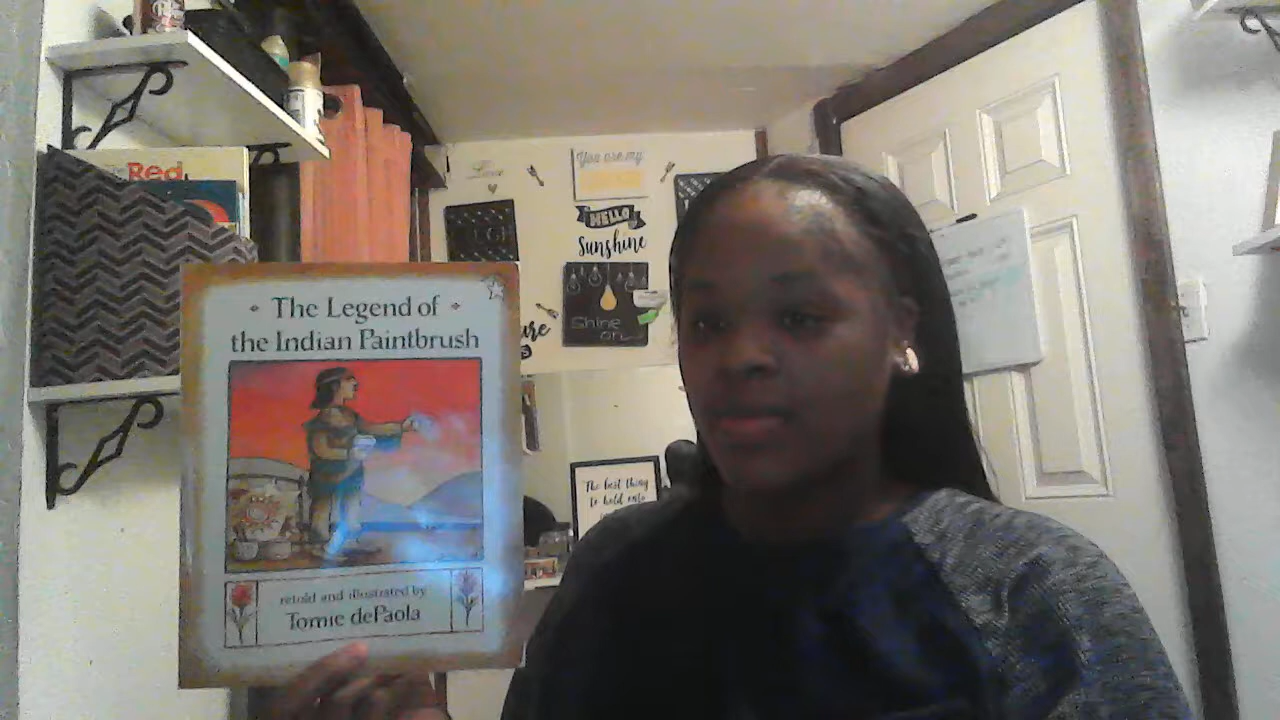 The Legend of
the Indian Paintbrush
retold and illustrated by
Tomie dePaola
Red
You are my
HELLO
Sunshine
Shine
on
The best thing
to hold onto